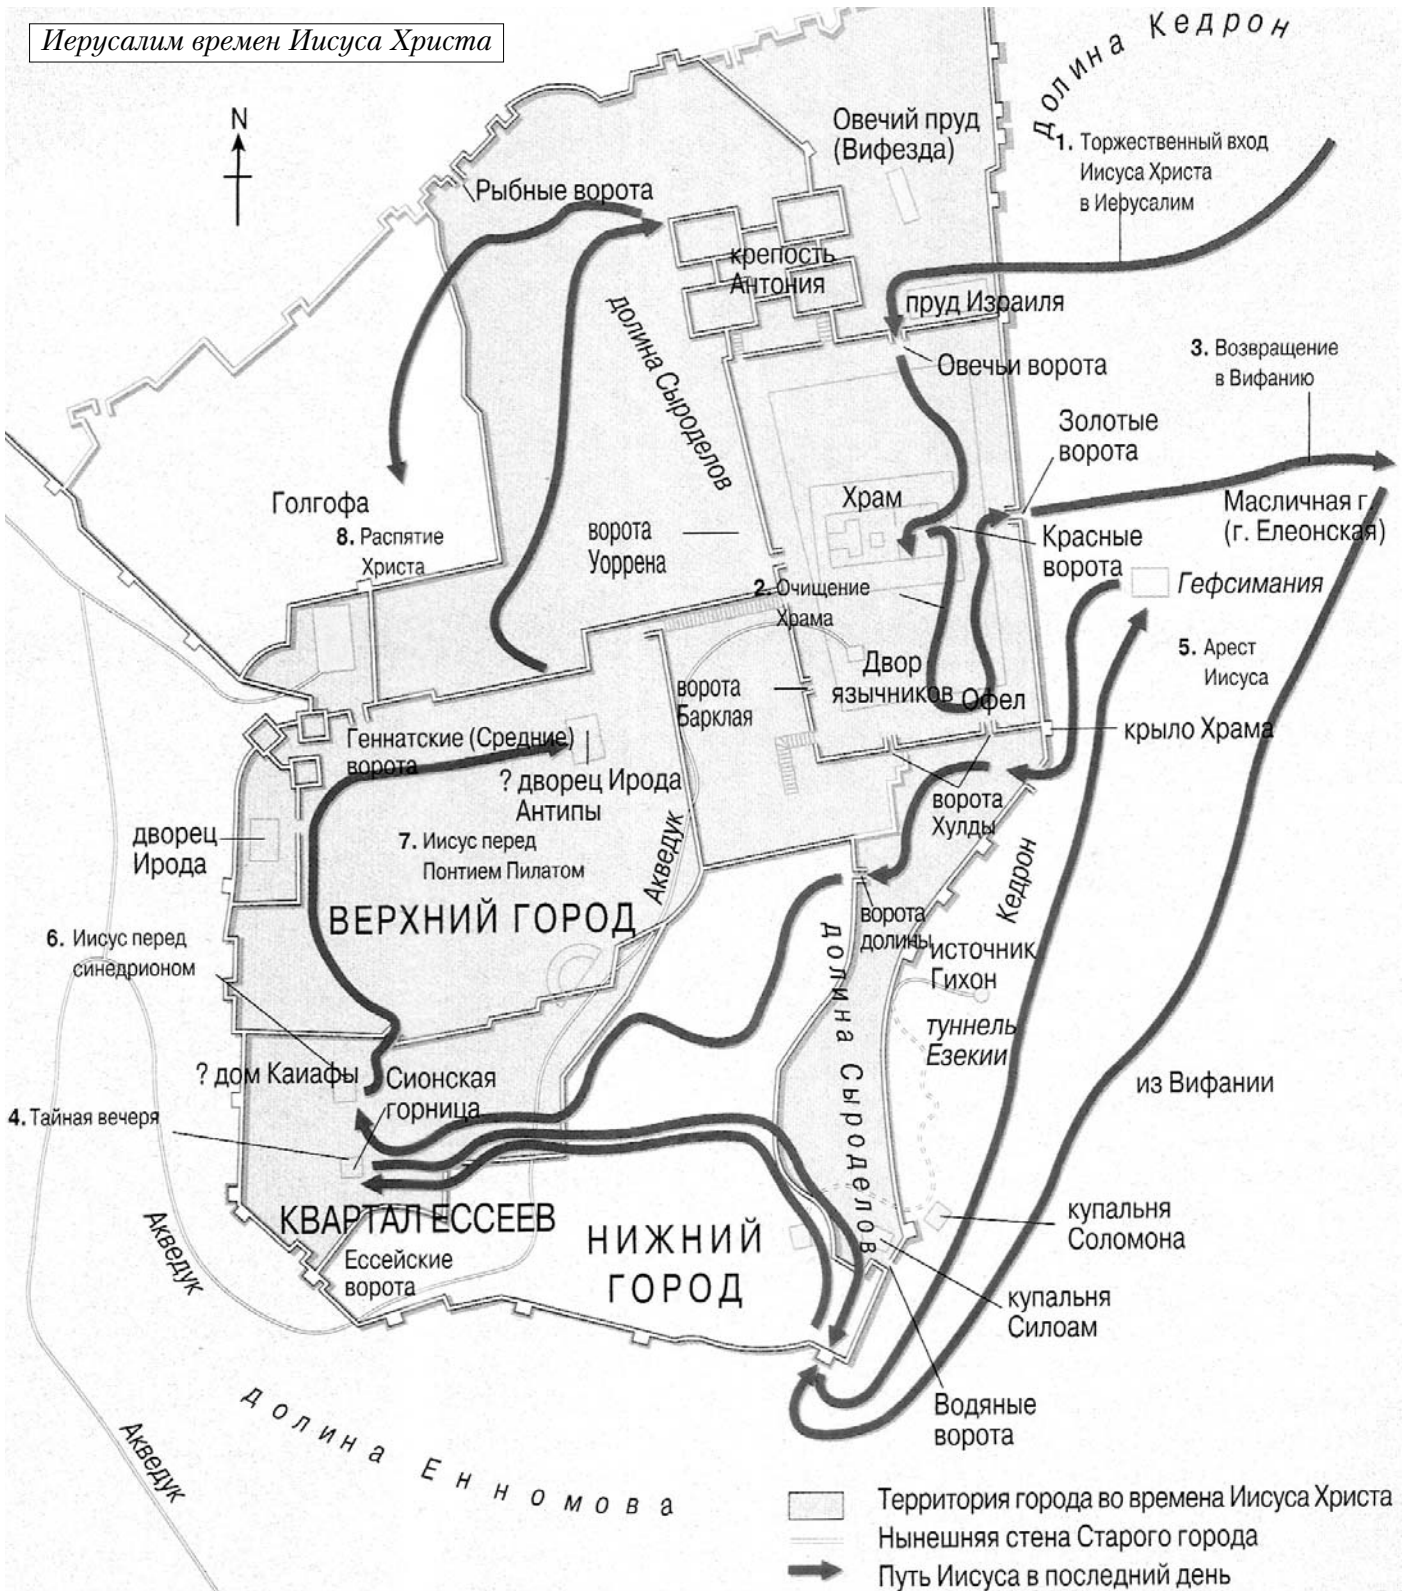 Иерусалим времен Иисуса Христа
долина Кедрон
N
Овечий пруд
(Вифезда)
1. Торжественный вход
Иисуса Христа
в Иерусалим
Рыбные ворота
крепость
Антония
пруд Израиля
долина Сыроделов
Овечьи ворота
3. Возвращение
в Вифанию
Золотые
ворота
Голгофа
8. Распятие
Христа
ворота
Уоррена
Храм
Масличная г.
(г. Елеонская)
Красные
ворота
Гефсимания
2. Очищение
Храма
5. Арест
Иисуса
Двор
язычников
Офел
ворота
Барклая
крыло Храма
Геннатские (Средние)
ворота
? дворец Ирода
Антипы
ворота
Хулды
дворец
Ирода
7. Иисус перед
Понтием Пилатом
Акведук
Кедрон
ВЕРХНИЙ ГОРОД
ворота
долины
6. Иисус перед
синедрионом
источник
Гихон
долина Сыроделов
туннель
Езекии
? дом Каиафы
Сионская
горница
из Вифании
4. Тайная вечеря
КВАРТАЛ ЕССЕЕВ
НИЖНИЙ
ГОРОД
купальня
Соломона
Акведук
Ессейские
ворота
купальня
Силоам
Водяные
ворота
долина Енномова
Акведук
Территория города во времена Иисуса Христа
Нынешняя стена Старого города
Путь Иисуса в последний день